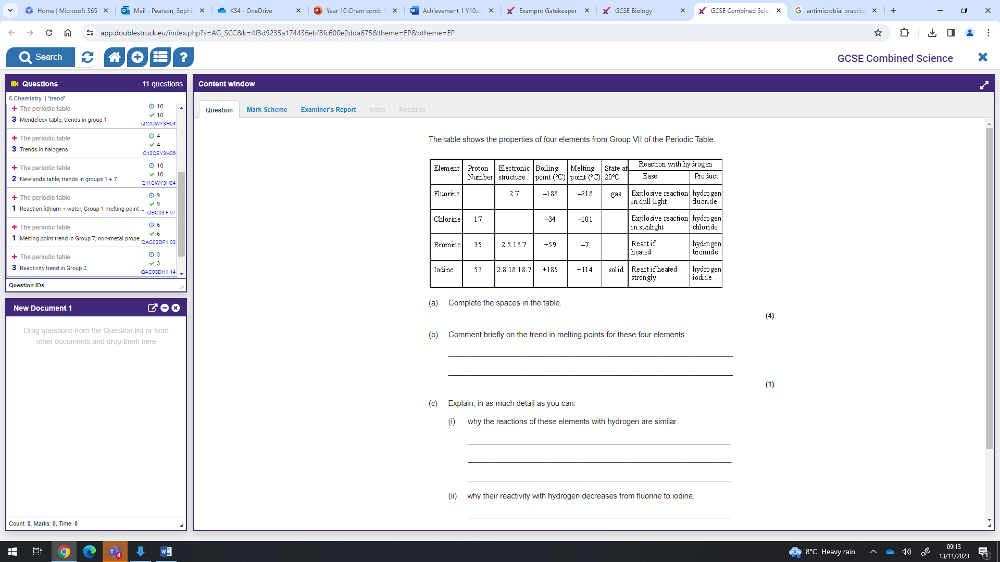 Home | Microsoft 365
Mail - Pearson, Sophi
KS4 - OneDrive
Year 10 Chem comb S
Achievement 1 Y10.do
Exampro Gatekeeper
GCSE Biology
GCSE Combined Scie
antimicrobial practica
app.doublestruck.eu/index.php?s=AG_SCC&k=4f3d9235a174436ebf8fc600e2dda675&theme=EP&otheme=EP
Search
?
GCSE Combined Science
Questions 11 questions
5 Chemistry | 'trend'
The periodic table 10
10
3 Mendeleev table; trends in group 1
Q12CWY3H04
The periodic table 4
4
3 Trends in halogens
Q12CSY3H06
The periodic table 10
10
2 Newlands table; trends in groups 1 + 7
Q11CWY3H04
The periodic table 9
9
1 Reaction lithium + water; Group 1 melting point ...
QBC03.F.07
The periodic table 6
6
1 Melting point trend in Group 7; non-metal prope...
QAC03DF1.03
The periodic table 3
3
3 Reactivity trend in Group 2
QAC03DH1.14
Question IDs
New Document 1
Drag questions from the Question list or from
other documents and drop them here
Count: 0, Marks: 0, Time: 0
Content window
Question Mark Scheme Examiner's Report Notes Resource
The table shows the properties of four elements from Group VII of the Periodic Table.
Element Proton Number Electronic structure Boiling point (°C) Melting point (°C) State at 20°C Reaction with hydrogen
Ease Product
Fluorine 2.7 –188 –218 gas Explosive reaction in dull light hydrogen fluoride
Chlorine 17 –34 –101 Explosive reaction in sunlight hydrogen chloride
Bromine 35 2.8.18.7 +59 –7 React if heated hydrogen bromide
Iodine 53 2.8.18.18.7 +185 +114 solid React if heated strongly hydrogen iodide
(a) Complete the spaces in the table.
(4)
(b) Comment briefly on the trend in melting points for these four elements.
(1)
(c) Explain, in as much detail as you can:
(i) why the reactions of these elements with hydrogen are similar.
(ii) why their reactivity with hydrogen decreases from fluorine to iodine.
4
8°C Heavy rain
09:13
13/11/2023
1